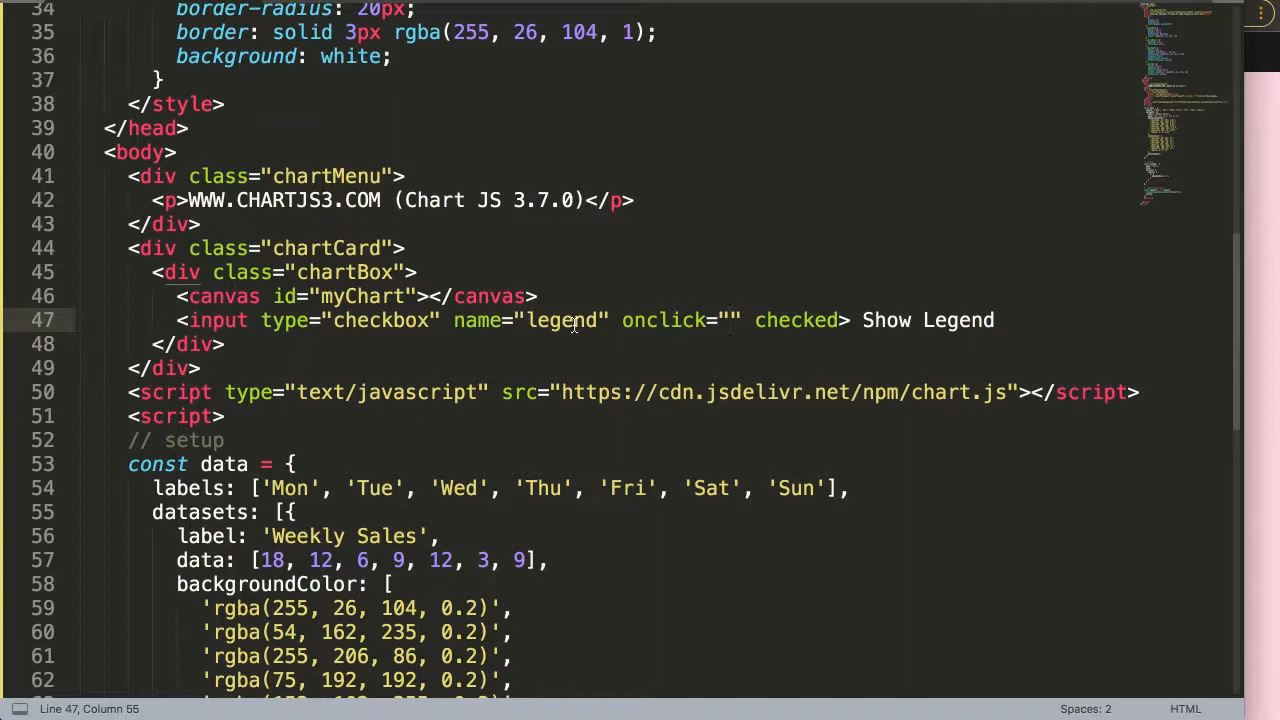 34 border-radius: 20px;
35 border: solid 3px rgba(255, 26, 104, 1);
36 background: white;
37 }
38 </style>
39 </head>
40 <body>
41 <div class="chartMenu">
42 <p>WWW.CHARTJS3.COM (Chart JS 3.7.0)</p>
43 </div>
44 <div class="chartCard">
45 <div class="chartBox">
46 <canvas id="myChart"></canvas>
47 <input type="checkbox" name="legend" onclick="" checked> Show Legend
48 </div>
49 </div>
50 <script type="text/javascript" src="https://cdn.jsdelivr.net/npm/chart.js"></script>
51 <script>
52 // setup
53 const data = {
54 labels: ['Mon', 'Tue', 'Wed', 'Thu', 'Fri', 'Sat', 'Sun'],
55 datasets: [{
56 label: 'Weekly Sales',
57 data: [18, 12, 6, 9, 12, 3, 9],
58 backgroundColor: [
59 'rgba(255, 26, 104, 0.2)',
60 'rgba(54, 162, 235, 0.2)',
61 'rgba(255, 206, 86, 0.2)',
62 'rgba(75, 192, 192, 0.2)',
Line 47, Column 55 Spaces: 2 HTML